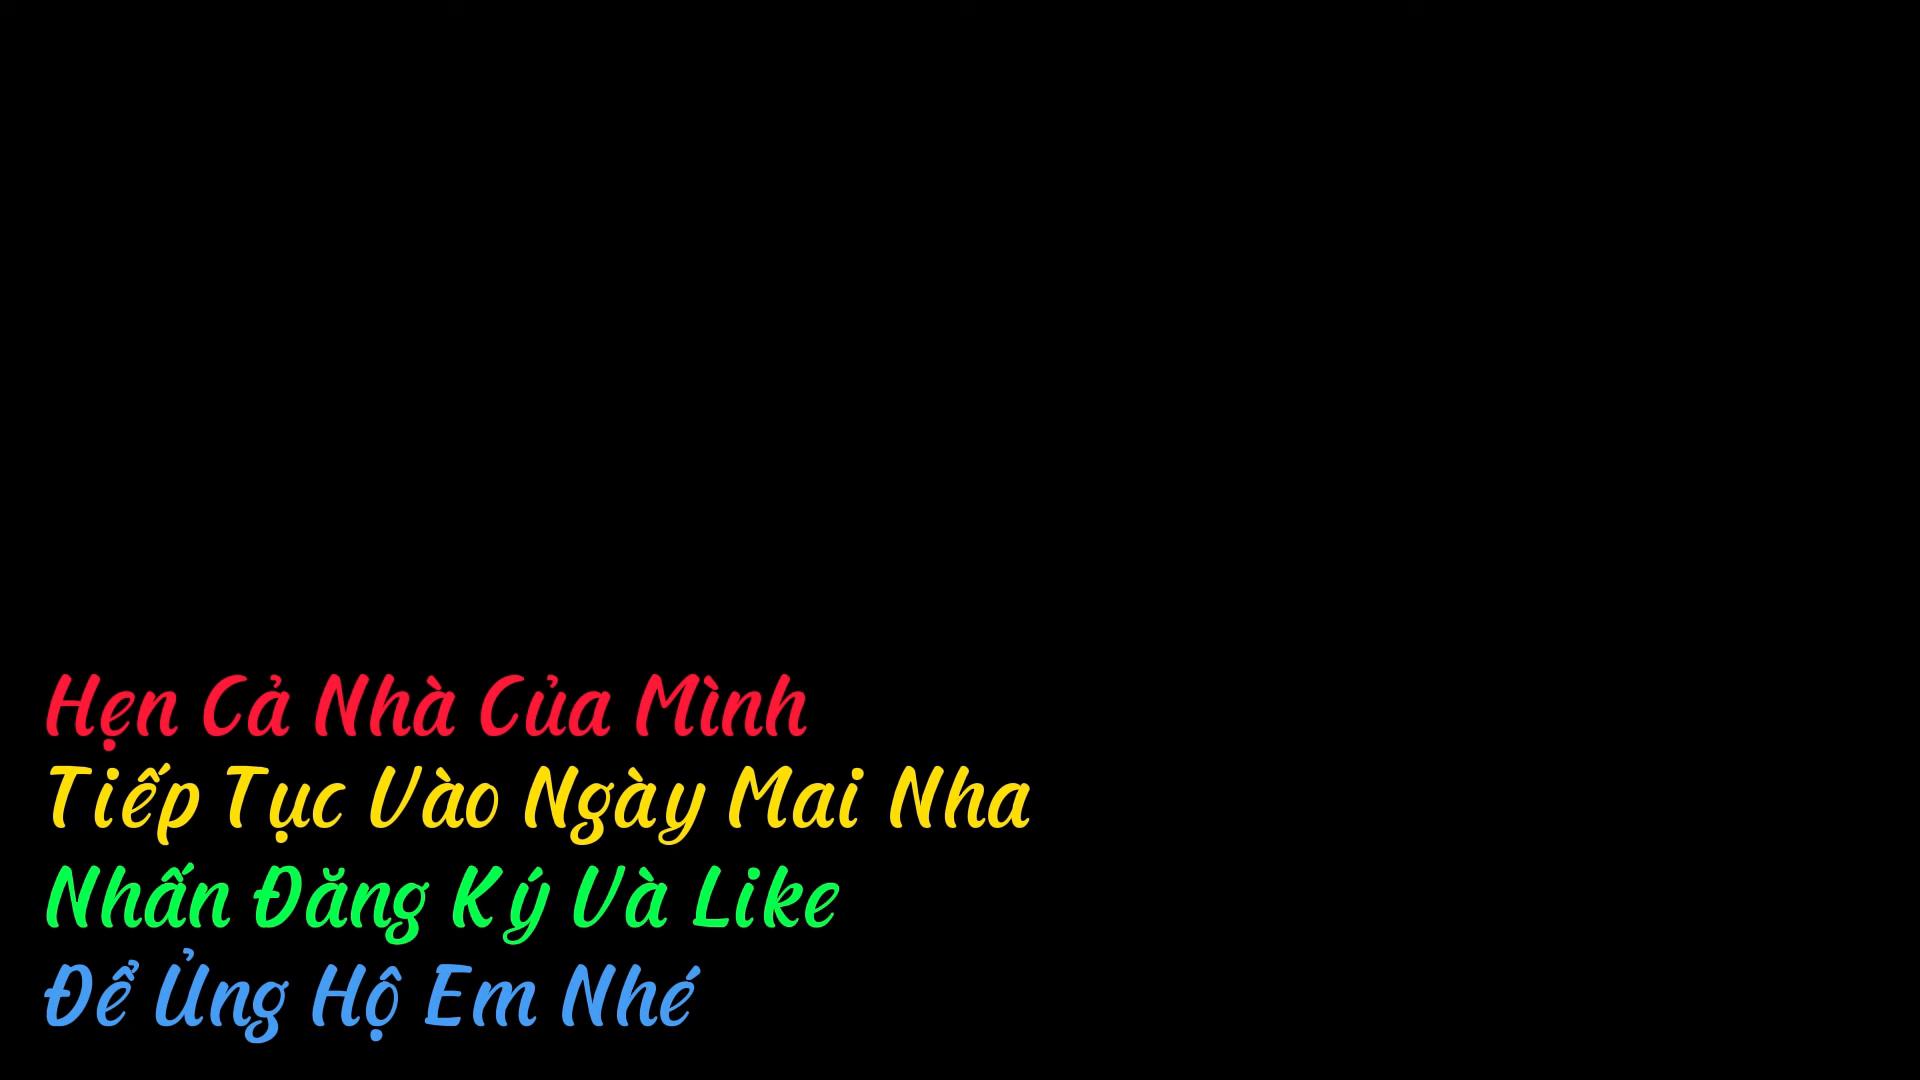 Hẹn Cả Nhà Của Mình
Tiếp Tục Vào Ngày Mai Nha
Nhấn Đăng Ký Và Like
Để Ủng Hộ Em Nhé